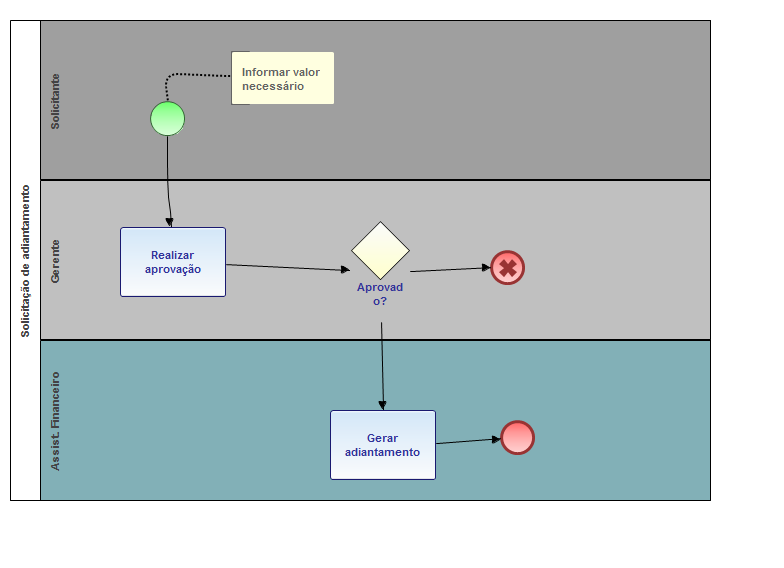 Solicitação de adiantamento
Solicitante
Informar valor
necessário
Gerente
Realizar
aprovação
Aprovad
o?
Assist. Financeiro
Gerar
adiantamento